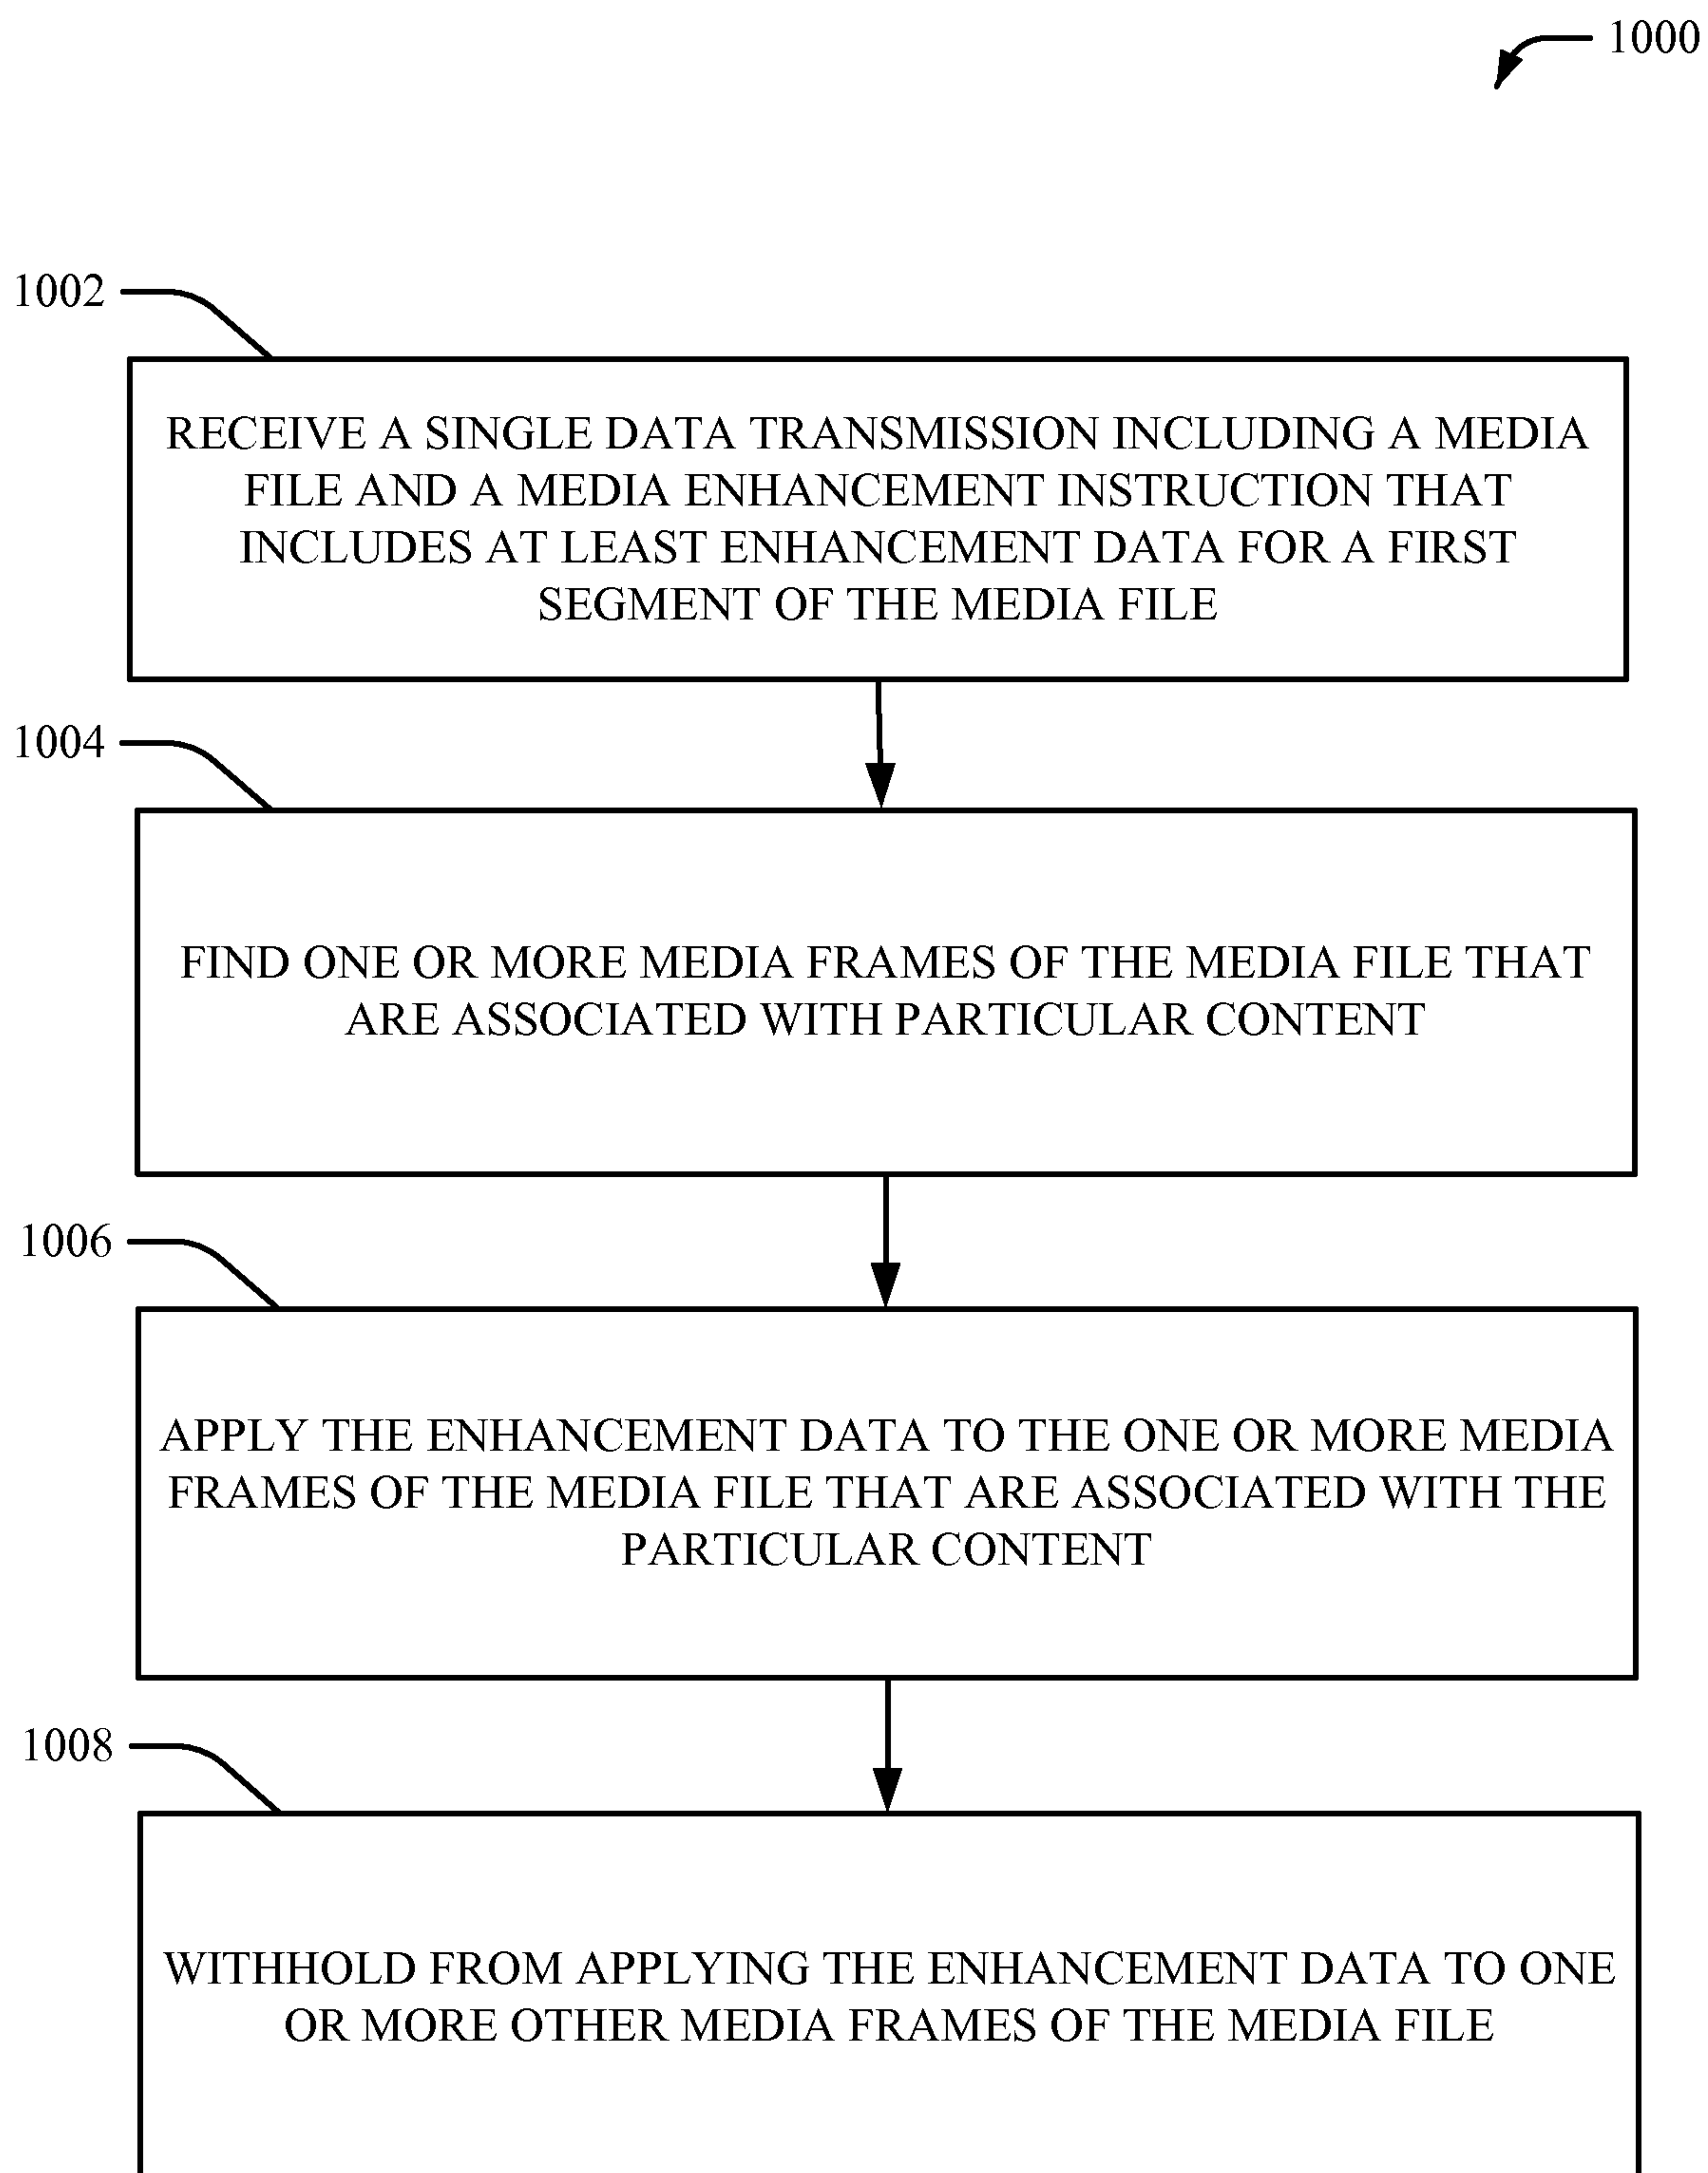 1000
1002
RECEIVE A SINGLE DATA TRANSMISSION INCLUDING A MEDIA
FILE AND A MEDIA ENHANCEMENT INSTRUCTION THAT
INCLUDES AT LEAST ENHANCEMENT DATA FOR A FIRST
SEGMENT OF THE MEDIA FILE
1004
FIND ONE OR MORE MEDIA FRAMES OF THE MEDIA FILE THAT
ARE ASSOCIATED WITH PARTICULAR CONTENT
1006
APPLY THE ENHANCEMENT DATA TO THE ONE OR MORE MEDIA
FRAMES OF THE MEDIA FILE THAT ARE ASSOCIATED WITH THE
PARTICULAR CONTENT
1008
WITHHOLD FROM APPLYING THE ENHANCEMENT DATA TO ONE
OR MORE OTHER MEDIA FRAMES OF THE MEDIA FILE